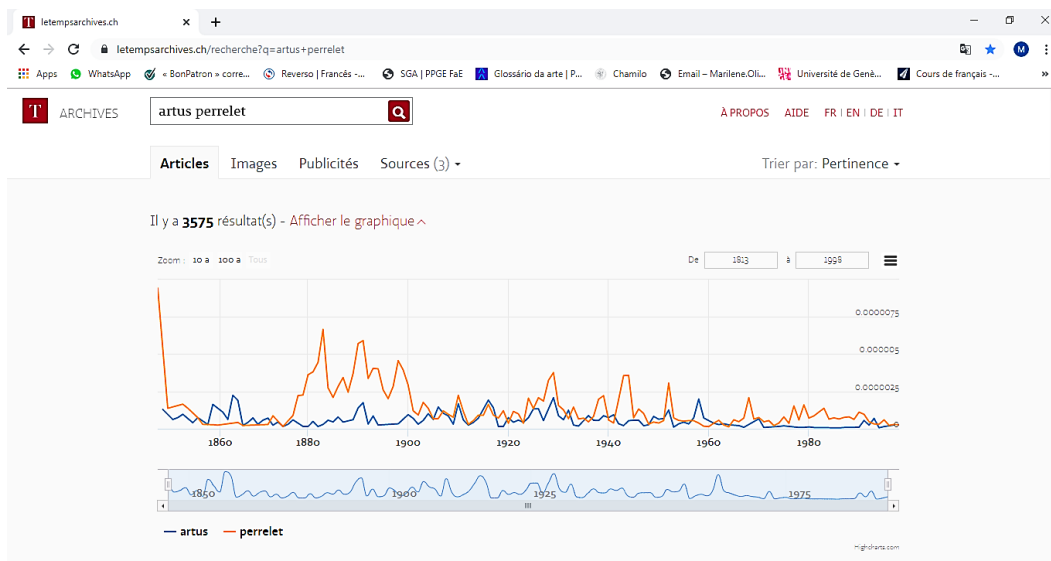 T letempsarchives.ch × +
letempsarchives.ch/recherche?q=artus+perrelet M
Apps WhatsApp « BonPatron » corre... Reverso | Francés -... SGA | PPGE FaE Glossário da arte | P... Chamilo Email – Marilene.Oli... Université de Genè... Cours de français -... »
T ARCHIVES artus perrelet À PROPOS AIDE FR | EN | DE | IT
Articles Images Publicités Sources (3) Trier par: Pertinence
Il y a 3575 résultat(s) - Afficher le graphique
Zoom : 10 a 100 a Tous De 1813 à 1998
0.0000075
0.000005
0.0000025
0
1860 1880 1900 1920 1940 1960 1980
1850 1900 1925 1975
artus perrelet
Highcharts.com